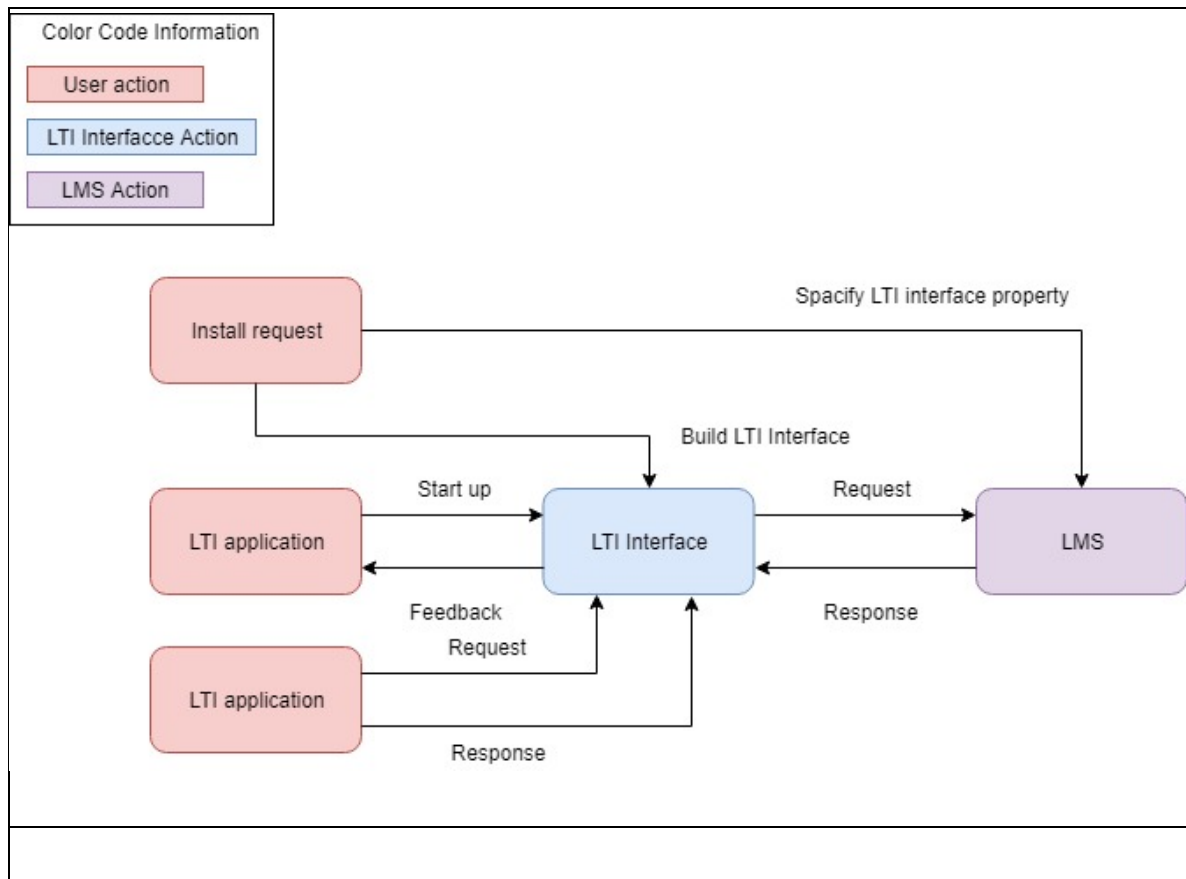 Color Code Information
User action
LTI Interfacce Action
LMS Action
Spacify LTI interface property
Install request
Build LTI Interface
Start up
Request
LTI application
LTI Interface
LMS
Feedback
Response
Request
LTI application
Response